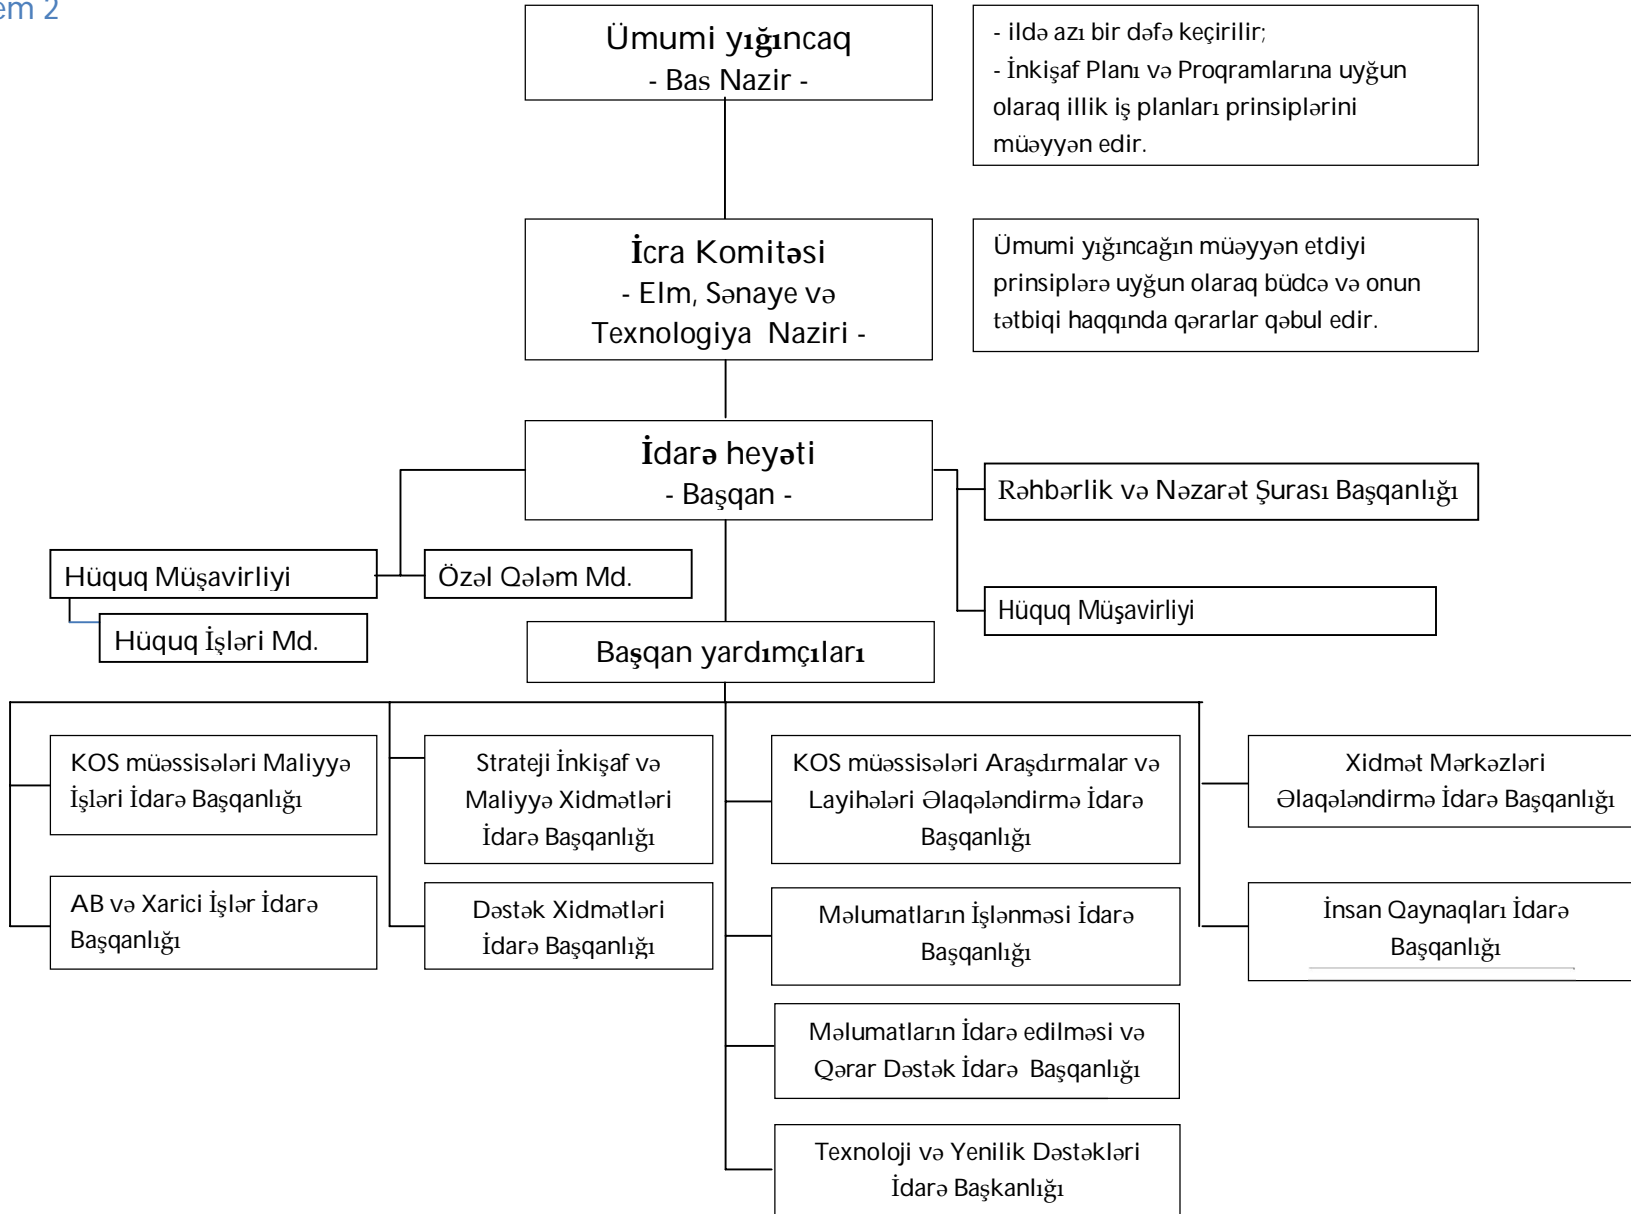 em 2
Ümumi yığıncaq
- Bas Nazir -
- ildə azı bir dəfə keçirilir;
- İnkişaf Planı və Proqramlarına uyğun
olaraq illik iş planları prinsiplərini
müəyyən edir.
İcra Komitəsi
- Elm, Sənaye və
Texnologiya Naziri -
Ümumi yığıncağın müəyyən etdiyi
prinsiplərə uyğun olaraq büdcə və onun
tətbiqi haqqında qərarlar qəbul edir.
İdarə heyəti
- Başqan -
Rəhbərlik və Nəzarət Şurası Başqanlığı
Hüquq Müşavirliyi
Özəl Qələm Md.
Hüquq Müşavirliyi
Hüquq İşləri Md.
Başqan yardımçıları
KOS müəssisələri Maliyyə
İşləri İdarə Başqanlığı
Strateji İnkişaf və
Maliyyə Xidmətləri
İdarə Başqanlığı
KOS müəssisələri Araşdırmalar və
Layihələri Əlaqələndirmə İdarə
Başqanlığı
Xidmət Mərkəzləri
Əlaqələndirmə İdarə Başqanlığı
AB və Xarici İşlər İdarə
Başqanlığı
Dəstək Xidmətləri
İdarə Başqanlığı
Məlumatların İşlənməsi İdarə
Başqanlığı
İnsan Qaynaqları İdarə
Başqanlığı
Məlumatların İdarə edilməsi və
Qərar Dəstək İdarə Başqanlığı
Texnoloji və Yenilik Dəstəkləri
İdarə Başkanlığı